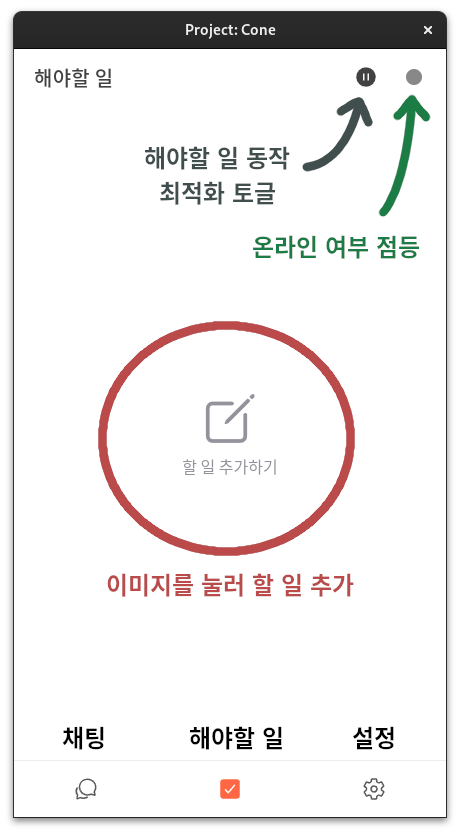 Project: Cone
해야할 일
해야할 일 동작
최적화 토글
온라인 여부 점등
할 일 추가하기
이미지를 눌러 할 일 추가
채팅
해야할 일
설정